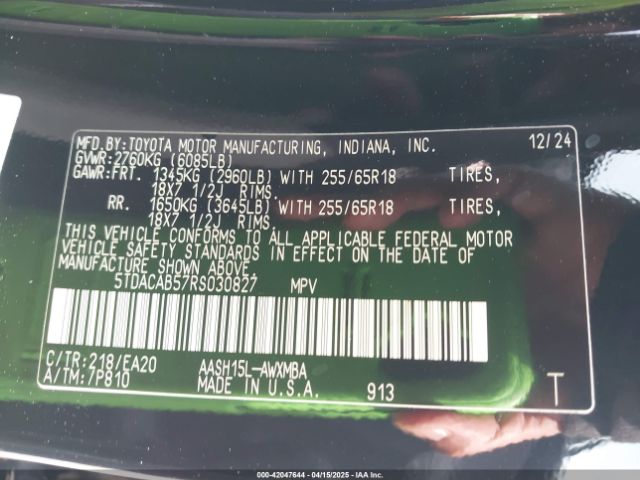 MFD.BY:TOYOTA MOTOR MANUFACTURING, INDIANA, INC. 12/24
GVWR:2760KG (6085LB)
GAWR:FRT. 1345KG (2960LB) WITH 255/65R18 TIRES,
18X7 1/2J RIMS.
RR. 1650KG (3645LB) WITH 255/65R18 TIRES,
18X7 1/2J RIMS.
THIS VEHICLE CONFORMS TO ALL APPLICABLE FEDERAL MOTOR
VEHICLE SAFETY STANDARDS IN EFFECT ON THE DATE OF
MANUFACTURE SHOWN ABOVE.
5TDACAB57RS030827 MPV
C/TR:218/EA20 AASH15L-AWXMBA
A/TM:7P810 MADE IN U.S.A. 913 T
000-42047644 - 04/15/2025 - IAAI.COM